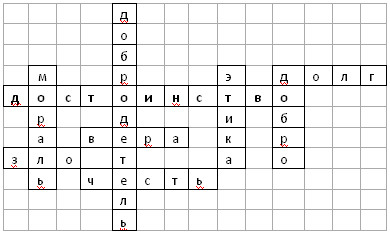 д
о
б
м р э д о л г
д о с т о и н с т в о
р д и б
а в е р а к р
з л о т а о
ь ч е с т ь
л
ь